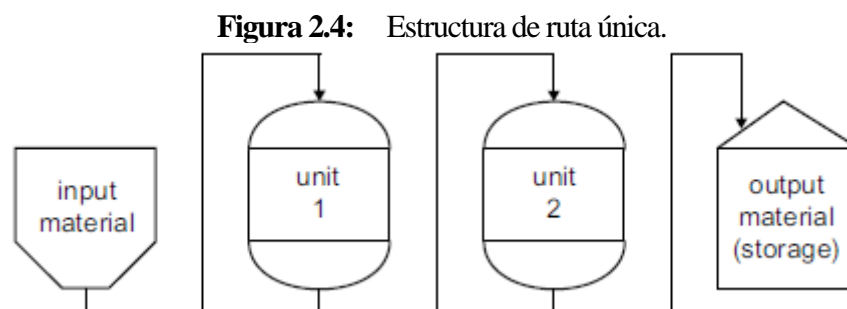 Figura 2.4: Estructura de ruta única.
input
material
unit
1
unit
2
output
material
(storage)